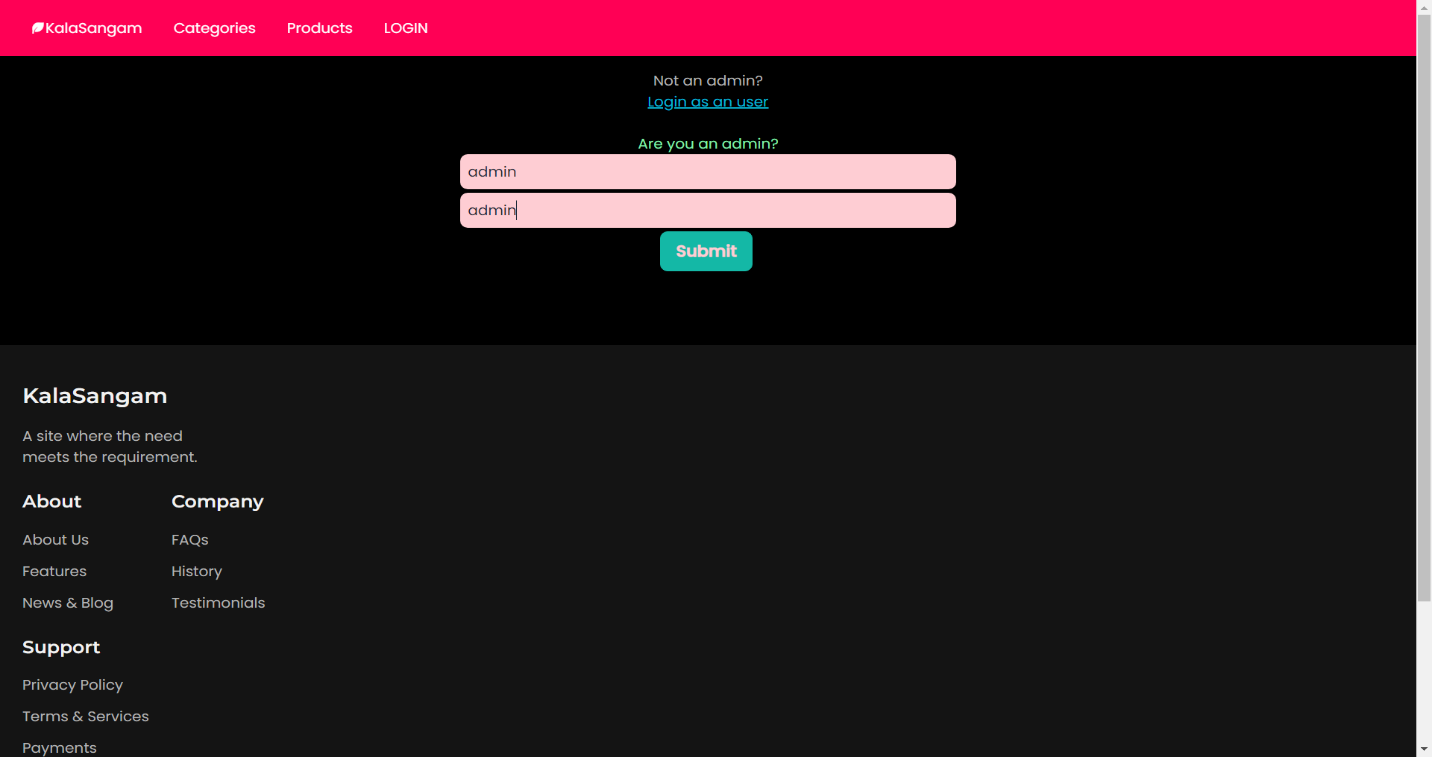 KalaSangam Categories Products LOGIN
Not an admin?
Login as an user
Are you an admin?
admin
admin
Submit
KalaSangam
A site where the need
meets the requirement.
About Company
About Us FAQs
Features History
News & Blog Testimonials
Support
Privacy Policy
Terms & Services
Payments